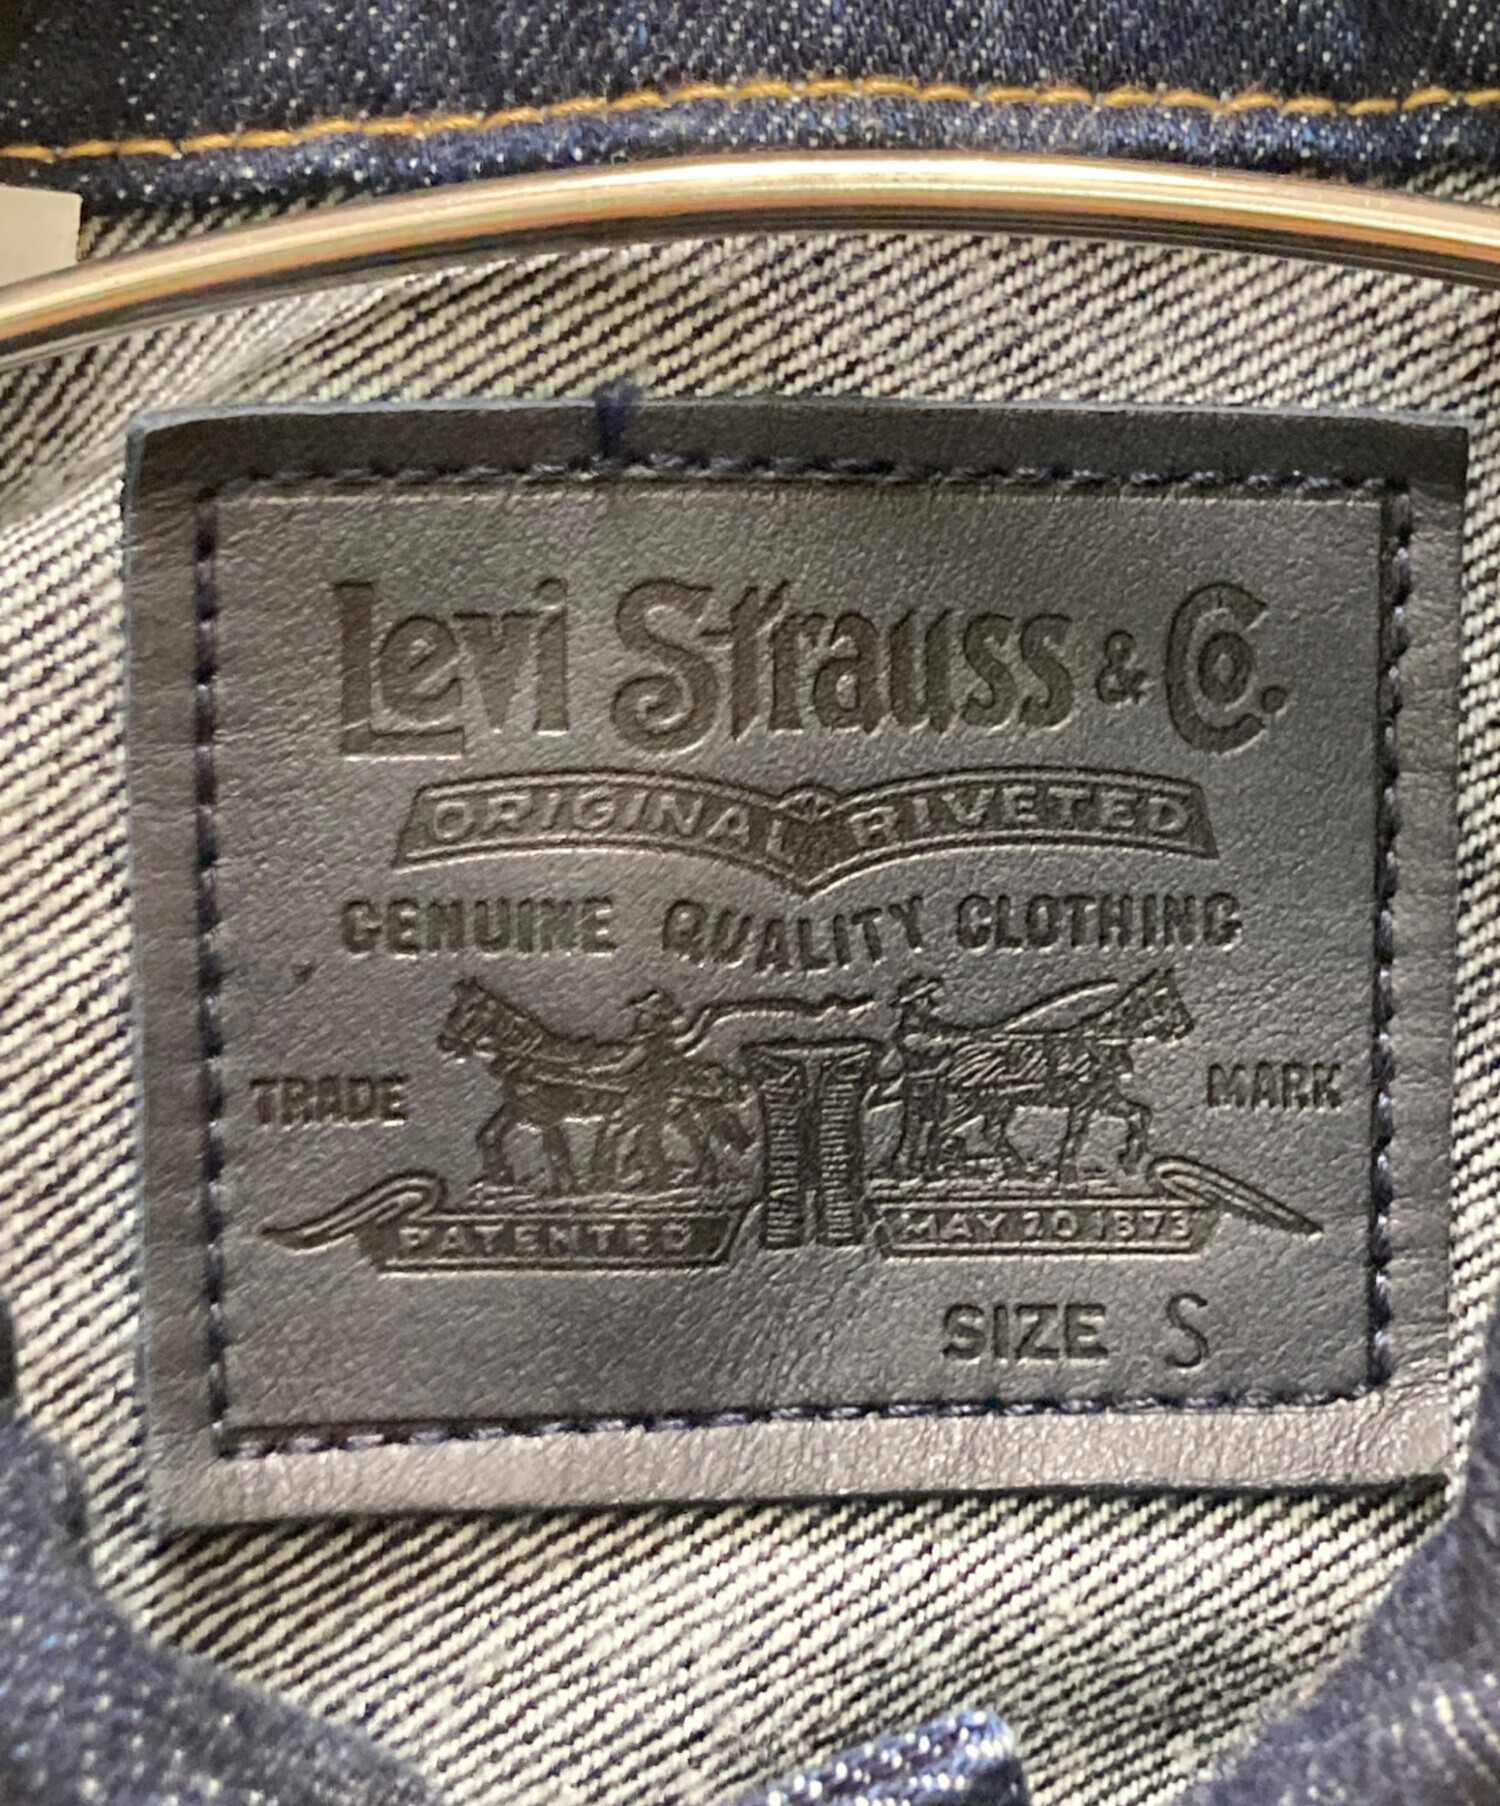 Levi Strauss & Co.
ORIGINAL RIVETED
GENUINE QUALITY CLOTHING
TRADE MARK
PATENTED MAY 20 1873
SIZE S